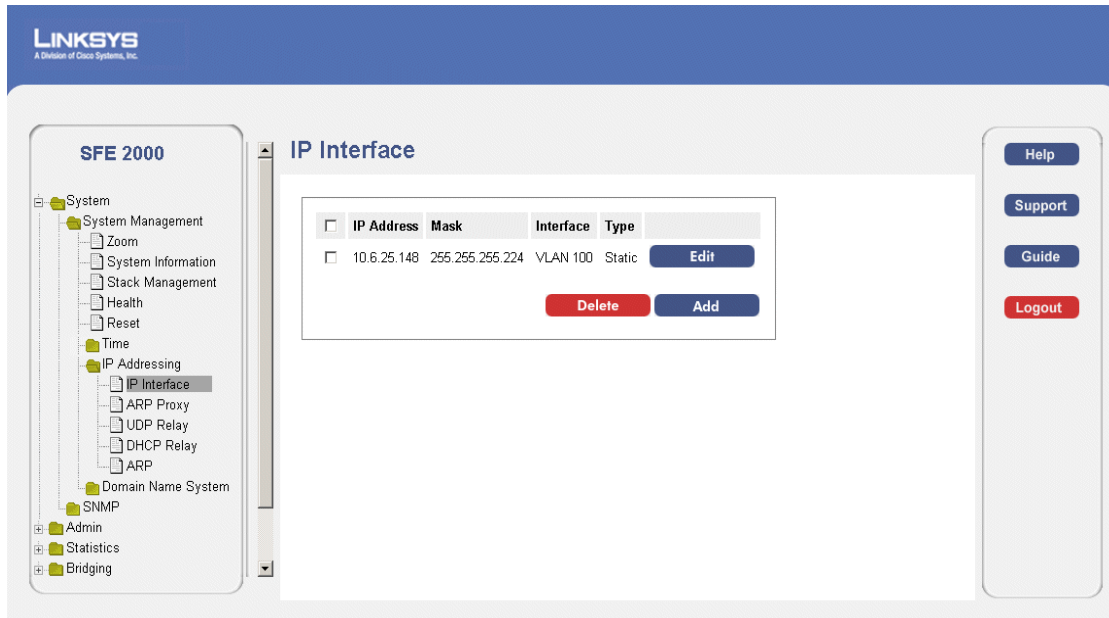 LINKSYS
A Division of Cisco Systems, Inc.
SFE 2000
System
System Management
Zoom
System Information
Stack Management
Health
Reset
Time
IP Addressing
IP Interface
ARP Proxy
UDP Relay
DHCP Relay
ARP
Domain Name System
SNMP
Admin
Statistics
Bridging
IP Interface
IP Address Mask Interface Type
10.6.25.148 255.255.255.224 VLAN 100 Static Edit
Delete Add
Help
Support
Guide
Logout